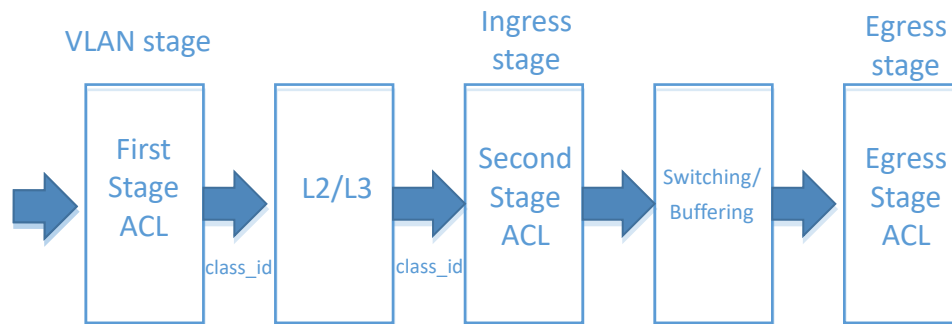 VLAN stage
Ingress
stage
Egress
stage
First
Stage
ACL
L2/L3
Second
Stage
ACL
Switching/
Buffering
Egress
Stage
ACL
class_id
class_id